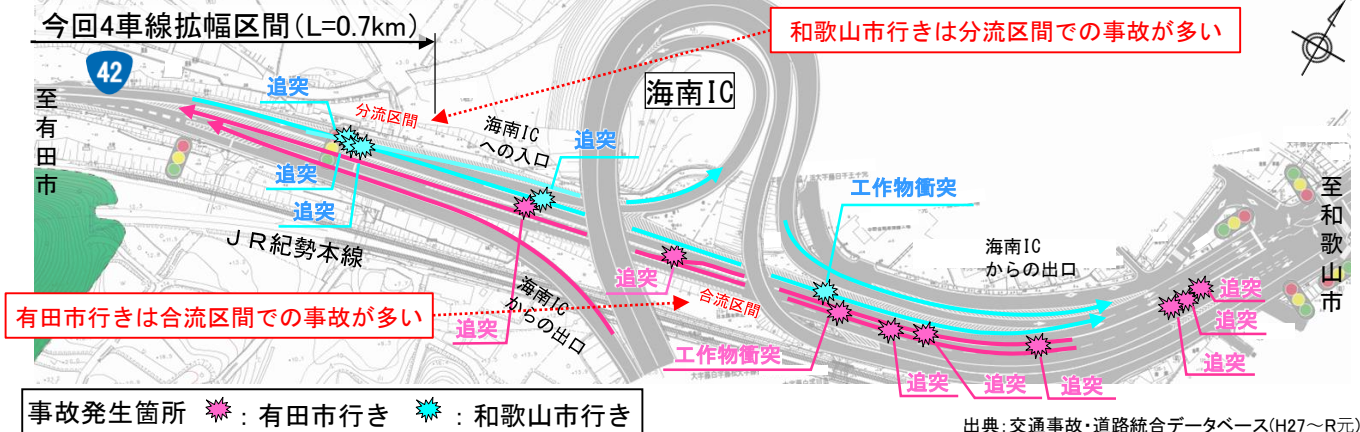 今回4車線拡幅区間(L=0.7km)
和歌山市行きは分流区間での事故が多い
42
至有田市
追突
分流区間
海南IC
への入口
海南IC
追突
追突
追突
工作物衝突
至和歌山市
JR紀勢本線
海南IC
からの出口
追突
合流区間
海南IC
からの出口
有田市行きは合流区間での事故が多い
追突
工作物衝突
追突
追突
追突
追突
追突
追突
事故発生箇所 : 有田市行き : 和歌山市行き
出典:交通事故・道路統合データベース(H27～R元)